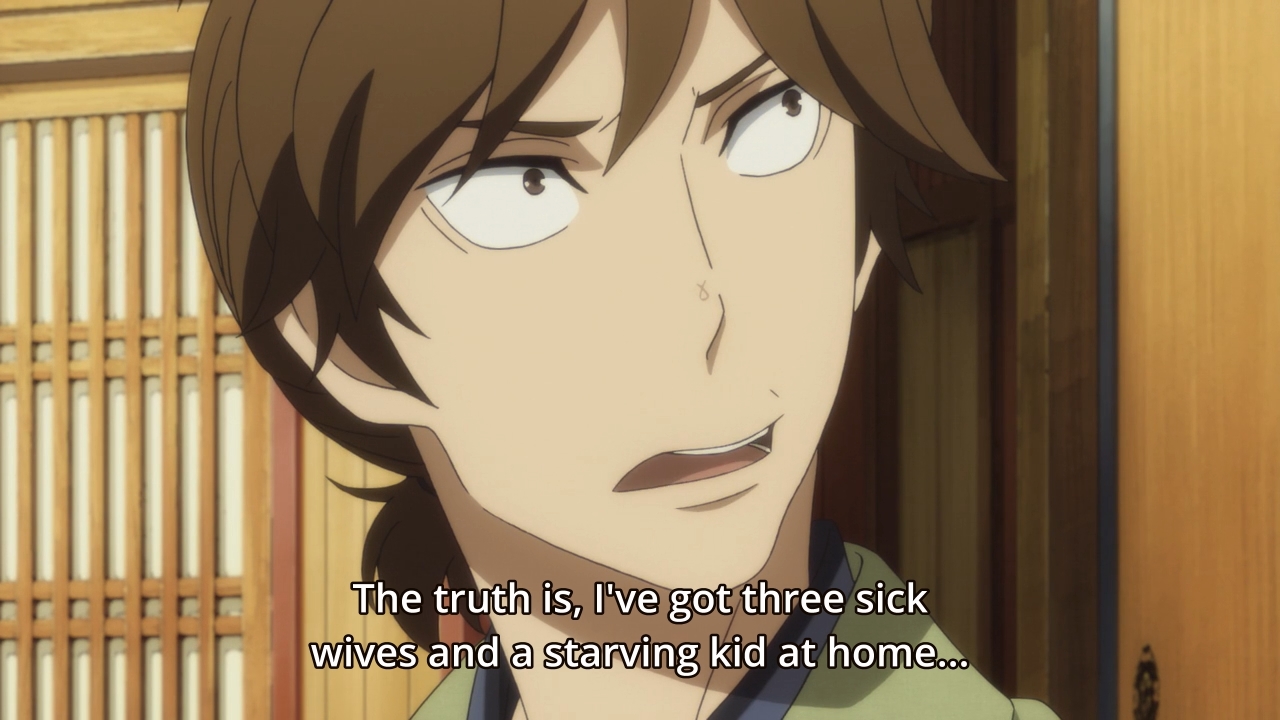 The truth is, I've got three sick
wives and a starving kid at home...